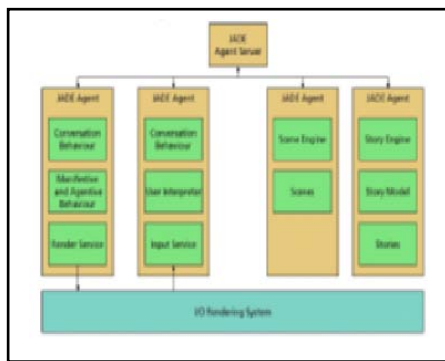 JADE
Agent Server
JADE Agent
JADE Agent
JADE Agent
JADE Agent
Conversation
Behaviour
Conversation
Behaviour
Scene Engine
Story Engine
Manifestive
and Agentive
Behaviour
User Interpreter
Scenes
Story Model
Render Service
Input Service
Stories
I/O Rendering System